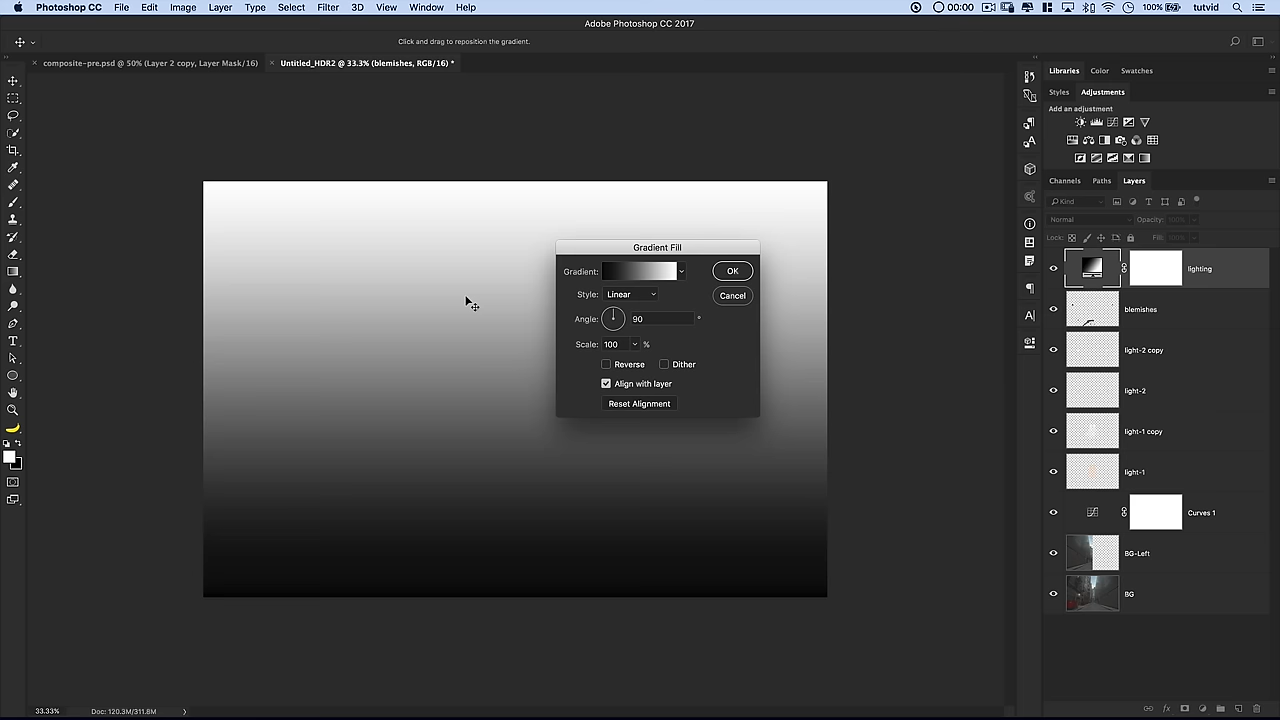 Photoshop CC File Edit Image Layer Type Select Filter 3D View Window Help 00:00 100% tutvid
Adobe Photoshop CC 2017
Click and drag to reposition the gradient.
composite-pre.psd @ 50% (Layer 2 copy, Layer Mask/16) Untitled_HDR2 @ 33.3% (blemishes, RGB/16) *
Libraries Color Swatches
Styles Adjustments
Add an adjustment
Channels Paths Layers
Kind
Normal Opacity: 100%
Lock: Fill: 100%
Gradient Fill
Gradient:
OK
Style: Linear
Cancel
Angle: 90 °
Scale: 100 %
Reverse Dither
Align with layer
Reset Alignment
lighting
blemishes
light-2 copy
light-2
light-1 copy
light-1
Curves 1
BG-Left
BG
33.33% Doc: 120.3M/311.8M